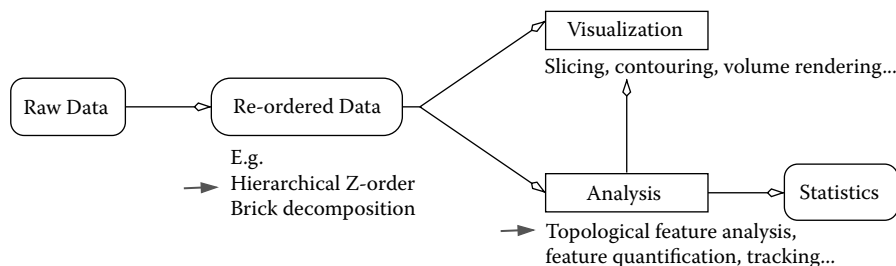 Visualization
Slicing, contouring, volume rendering...
Raw Data
Re-ordered Data
E.g.
Hierarchical Z-order
Brick decomposition
Analysis
Statistics
Topological feature analysis,
feature quantification, tracking...